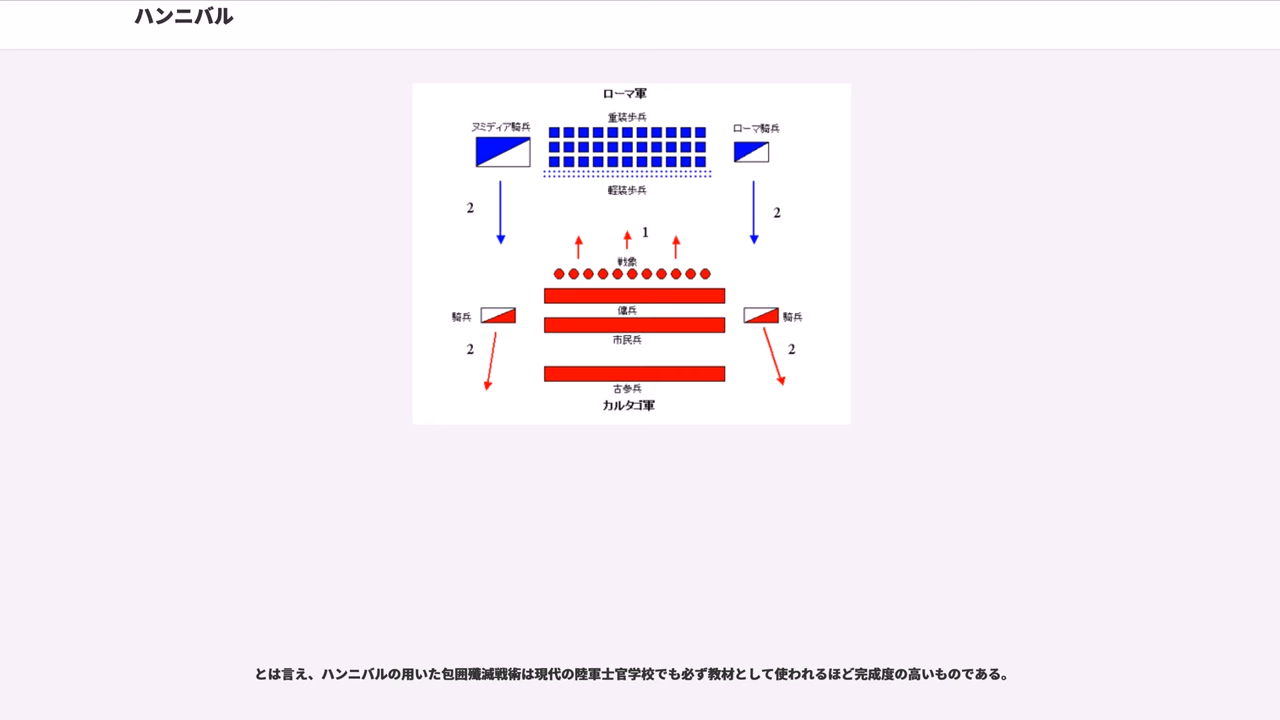 ハンニバル
ローマ軍
重装歩兵
ヌミディア騎兵
ローマ騎兵
軽装歩兵
2
2
1
戦象
傭兵
騎兵
騎兵
市民兵
2
2
古参兵
カルタゴ軍
とは言え、ハンニバルの用いた包囲殲滅戦術は現代の陸軍士官学校でも必ず教材として使われるほど完成度の高いものである。